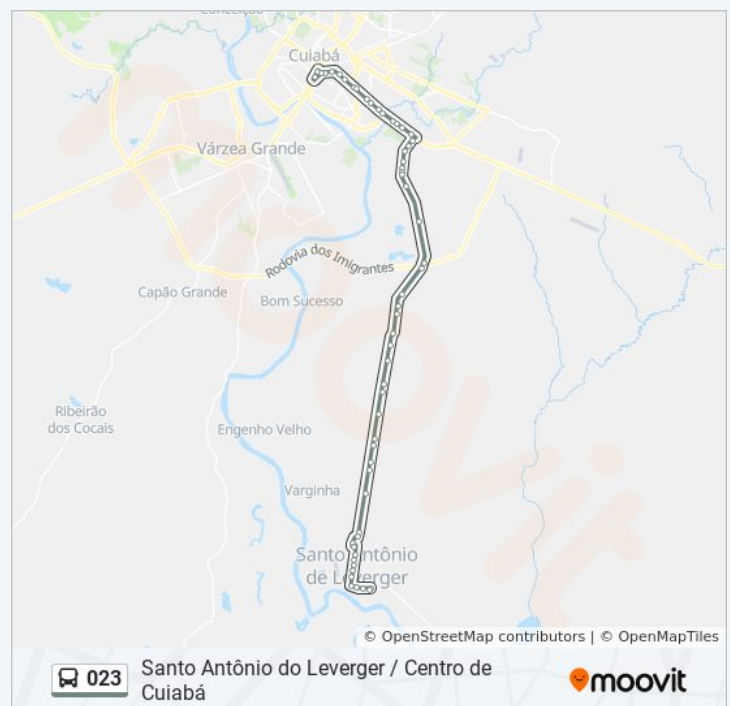 Conceição
Cuiabá
Várzea Grande
Rodovia dos Imigrantes
Capão Grande
Bom Sucesso
Ribeirão
dos Cocais
Engenho Velho
Varginha
Santo Antônio
de Leverger
moovit
© OpenStreetMap contributors | © OpenMapTiles
023
Santo Antônio do Leverger / Centro de
Cuiabá
moovit